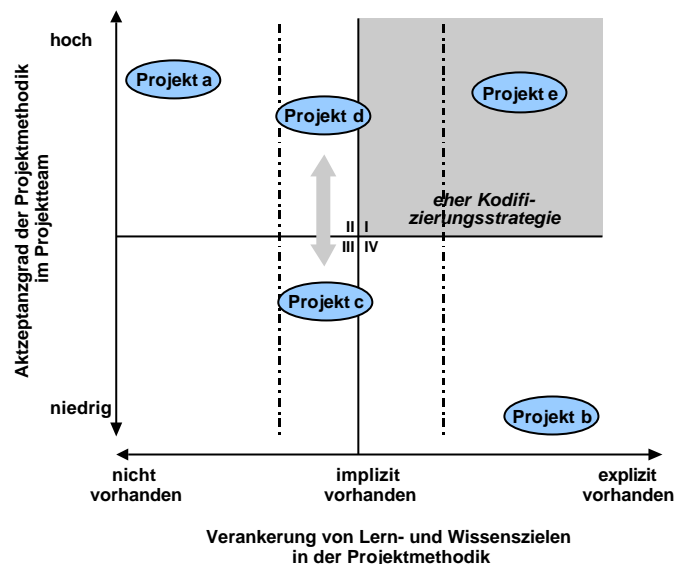 hoch
Projekt a
Projekt e
Projekt d
eher Kodifi-
zierungsstrategie
II I
III IV
Aktzeptanzgrad der Projektmethodik
im Projektteam
Projekt c
niedrig
Projekt b
nicht
vorhanden
implizit
vorhanden
explizit
vorhanden
Verankerung von Lern- und Wissenszielen
in der Projektmethodik